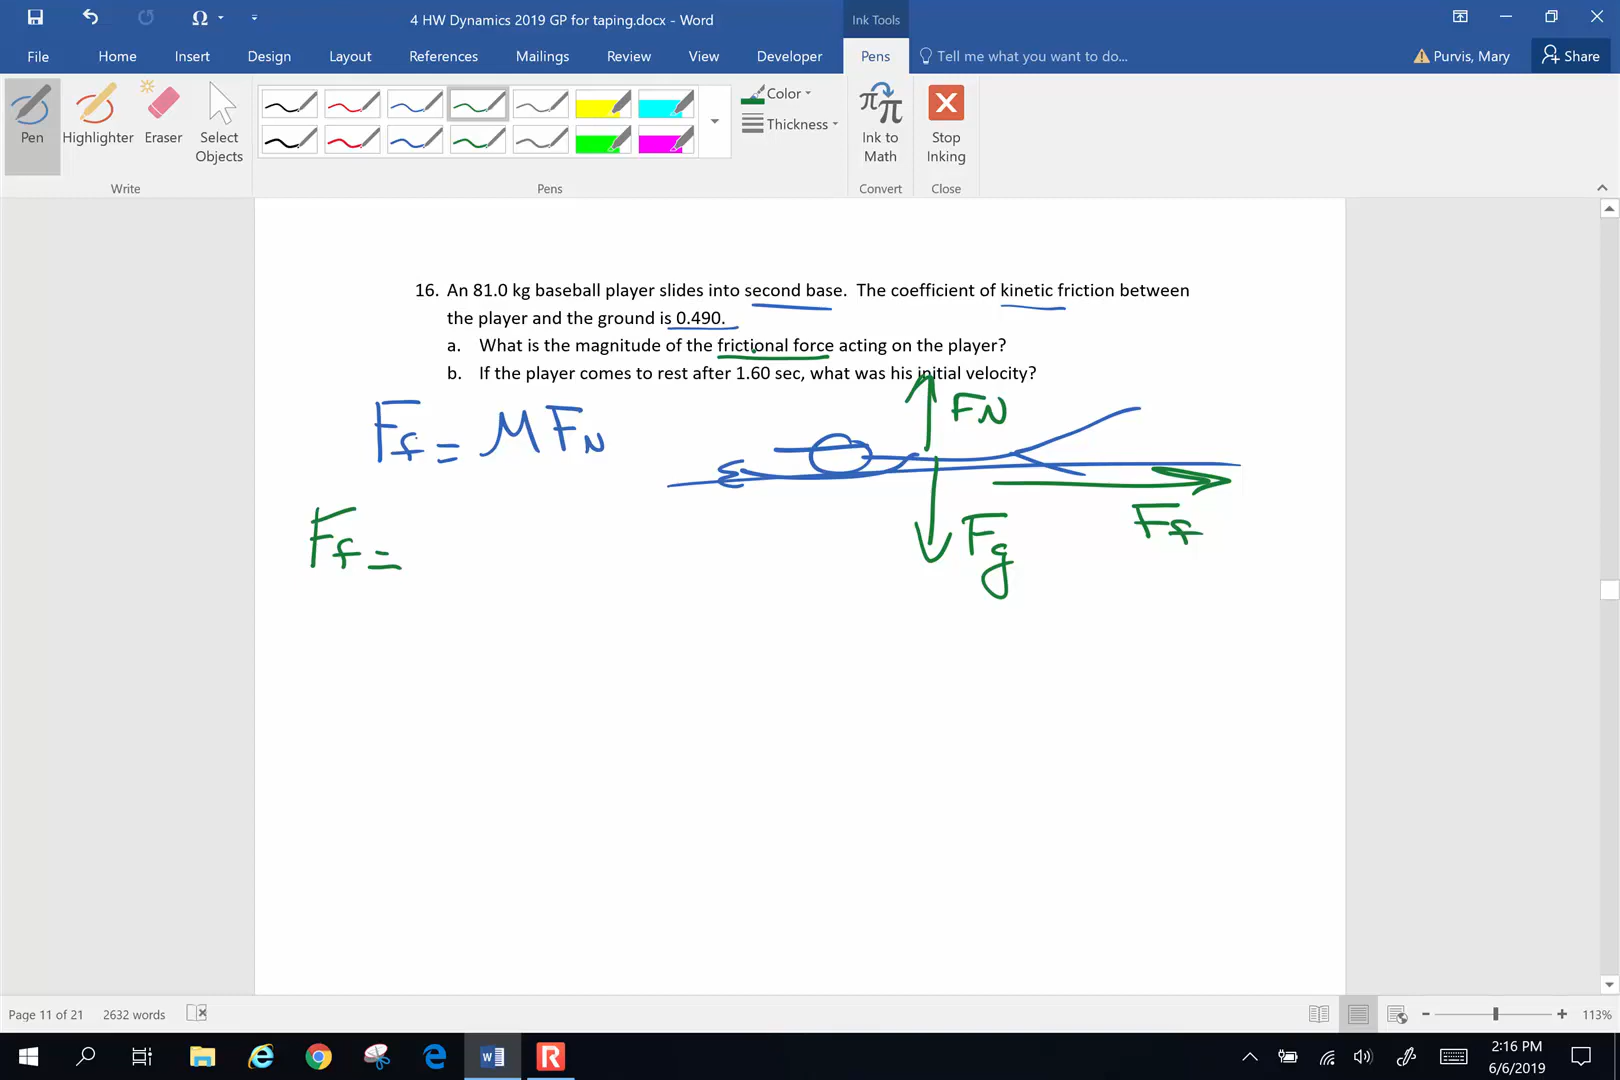 4 HW Dynamics 2019 GP for taping.docx - Word
Ink Tools
File Home Insert Design Layout References Mailings Review View Developer Pens Tell me what you want to do... Purvis, Mary Share
Pen Highlighter Eraser Select Objects
Color
Thickness
Ink to Math
Stop Inking
Write Pens Convert Close
16. An 81.0 kg baseball player slides into second base. The coefficient of kinetic friction between
the player and the ground is 0.490.
a. What is the magnitude of the frictional force acting on the player?
b. If the player comes to rest after 1.60 sec, what was his initial velocity?
Ff = μ FN
FN
Ff =
Fg
Ff
Page 11 of 21 2632 words 113%
2:16 PM
6/6/2019